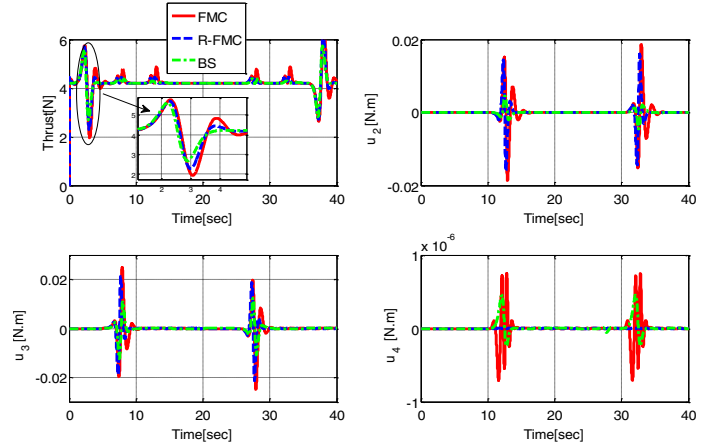 FMC
R-FMC
BS
Thrust[N]
6
4
2
0
0 10 20 30 40
Time[sec]
5
4
3
2
2 3 4
u2 [N.m]
0.02
0
-0.02
0 10 20 30 40
Time[sec]
u3 [N.m]
0.03
0
-0.03
0 10 20 30 40
Time[sec]
u4 [N.m]
1 x 10-6
0
-1
0 10 20 30 40
Time[sec]